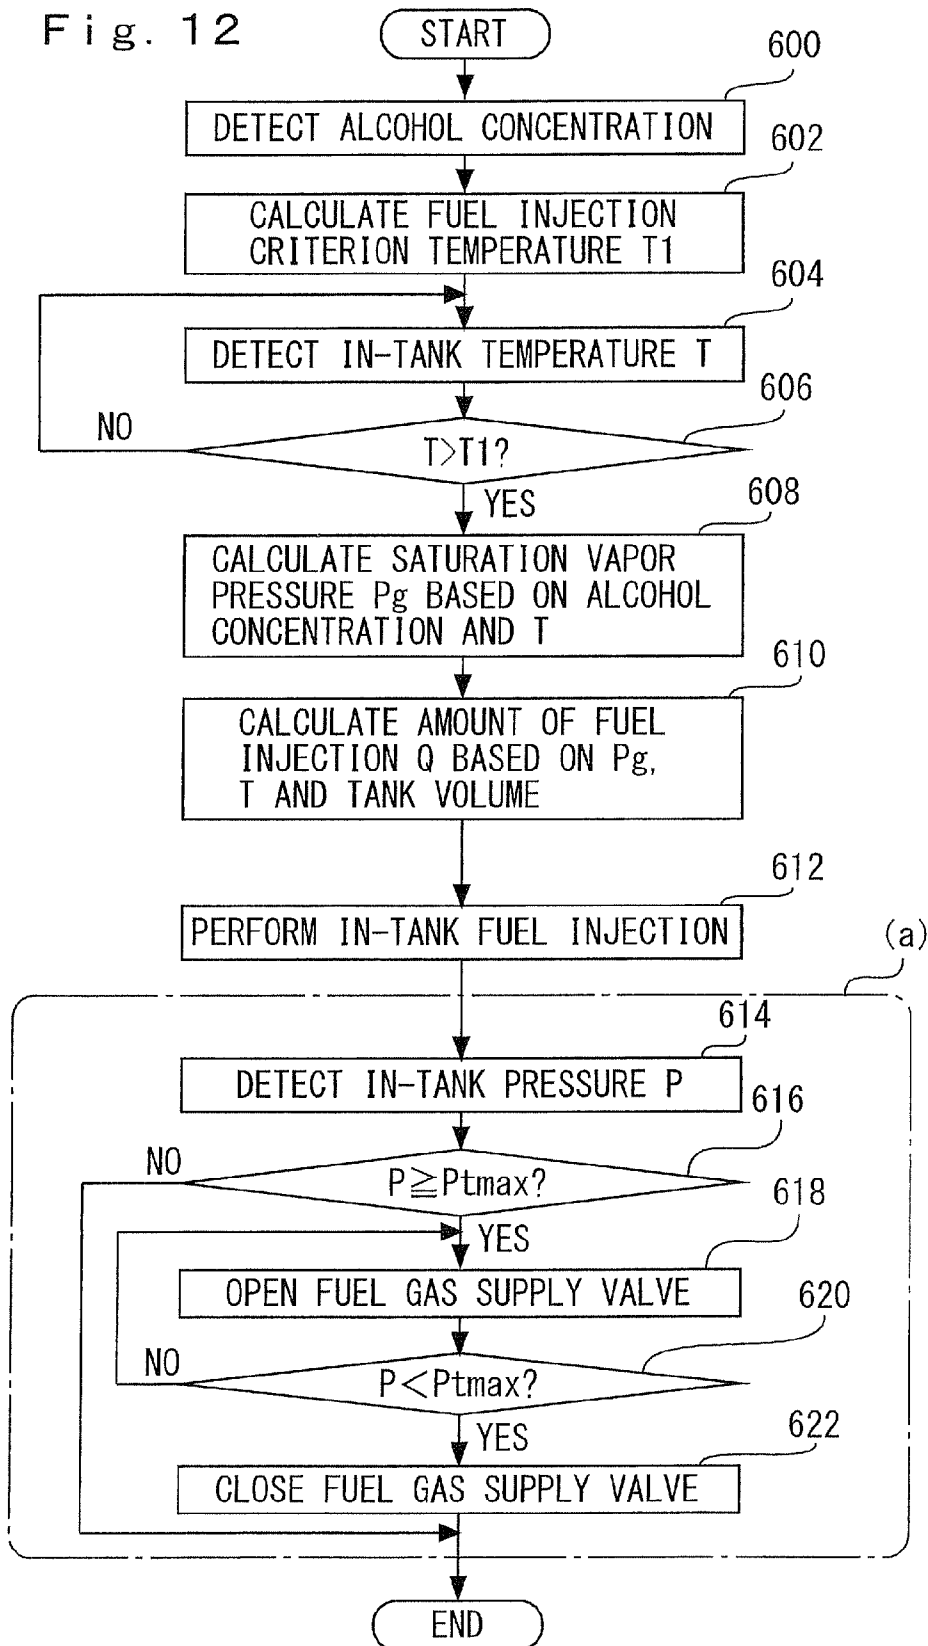 Fig. 12
START
600
DETECT ALCOHOL CONCENTRATION
602
CALCULATE FUEL INJECTION
CRITERION TEMPERATURE T1
604
DETECT IN-TANK TEMPERATURE T
606
NO
T>T1?
YES
608
CALCULATE SATURATION VAPOR
PRESSURE Pg BASED ON ALCOHOL
CONCENTRATION AND T
610
CALCULATE AMOUNT OF FUEL
INJECTION Q BASED ON Pg,
T AND TANK VOLUME
612
PERFORM IN-TANK FUEL INJECTION
(a)
614
DETECT IN-TANK PRESSURE P
616
NO
P≧Ptmax?
618
YES
OPEN FUEL GAS SUPPLY VALVE
620
NO
P<Ptmax?
YES
622
CLOSE FUEL GAS SUPPLY VALVE
END